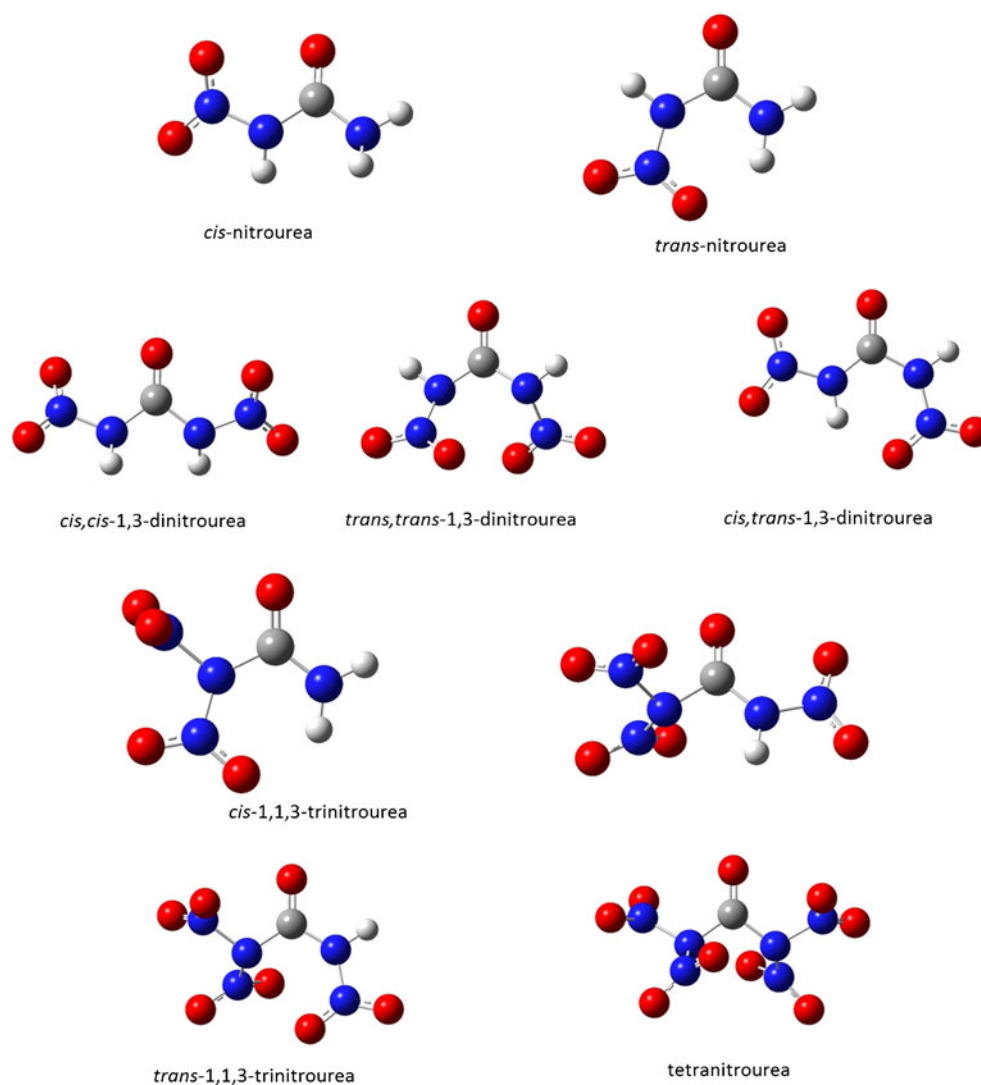 cis-nitrourea
trans-nitrourea
cis,cis-1,3-dinitrourea
trans,trans-1,3-dinitrourea
cis,trans-1,3-dinitrourea
cis-1,1,3-trinitrourea
trans-1,1,3-trinitrourea
tetranitrourea